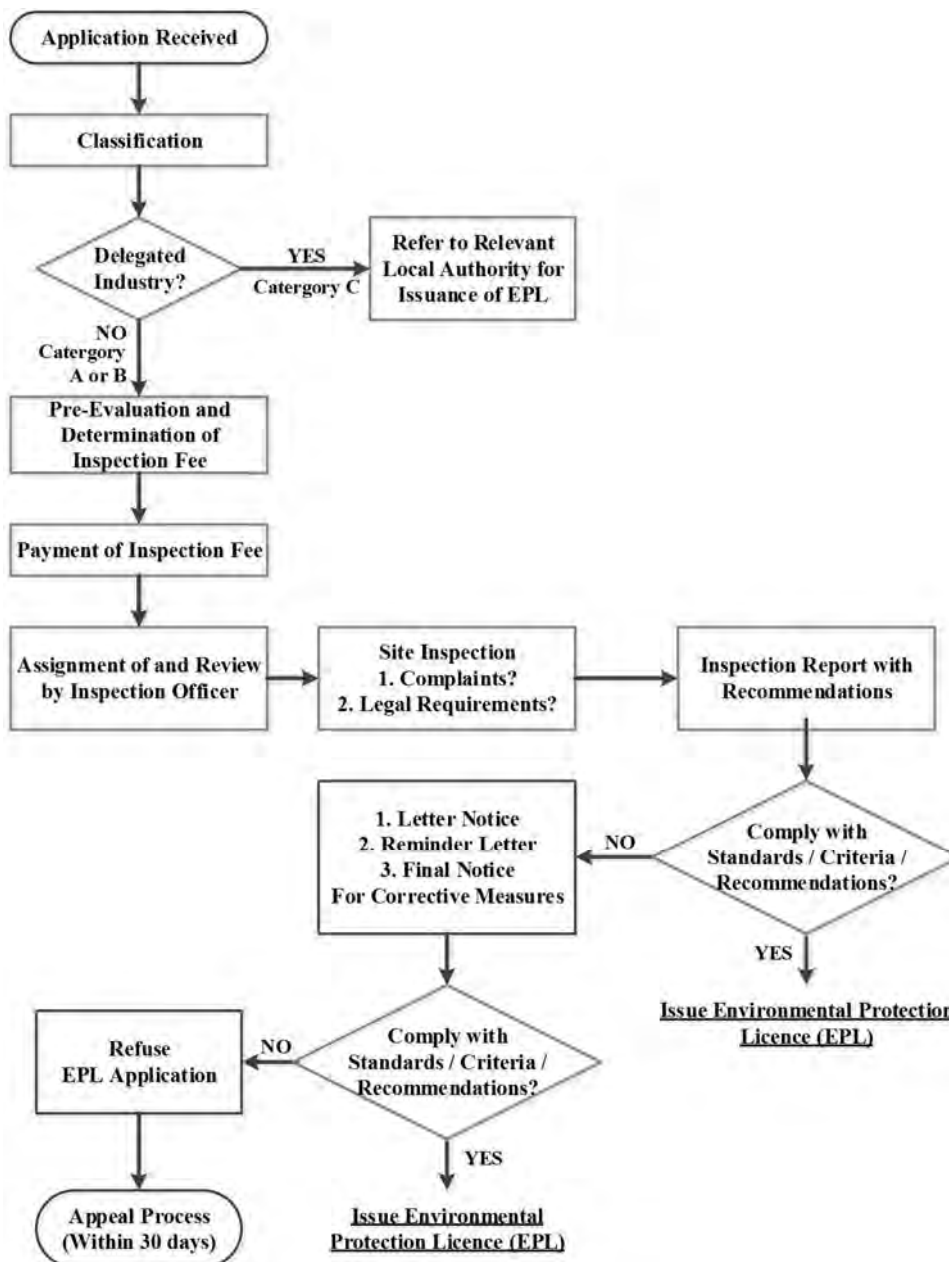 Application Received
Classification
Delegated
Industry?
YES
Catergory C
Refer to Relevant
Local Authority for
Issuance of EPL
NO
Catergory
A or B
Pre-Evaluation and
Determination of
Inspection Fee
Payment of Inspection Fee
Assignment of and Review
by Inspection Officer
Site Inspection
1. Complaints?
2. Legal Requirements?
Inspection Report with
Recommendations
Comply with
Standards / Criteria /
Recommendations?
NO
1. Letter Notice
2. Reminder Letter
3. Final Notice
For Corrective Measures
YES
Issue Environmental Protection
Licence (EPL)
Comply with
Standards / Criteria /
Recommendations?
NO
Refuse
EPL Application
YES
Appeal Process
(Within 30 days)
Issue Environmental
Protection Licence (EPL)